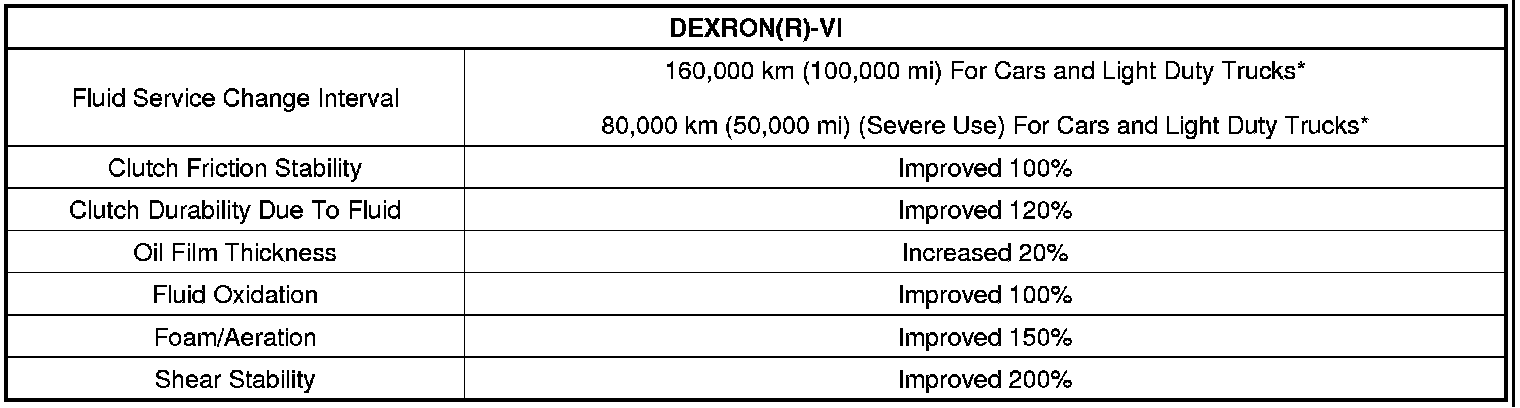 DEXRON(R)-VI
Fluid Service Change Interval
160,000 km (100,000 mi) For Cars and Light Duty Trucks*
80,000 km (50,000 mi) (Severe Use) For Cars and Light Duty Trucks*
Clutch Friction Stability
Improved 100%
Clutch Durability Due To Fluid
Improved 120%
Oil Film Thickness
Increased 20%
Fluid Oxidation
Improved 100%
Foam/Aeration
Improved 150%
Shear Stability
Improved 200%